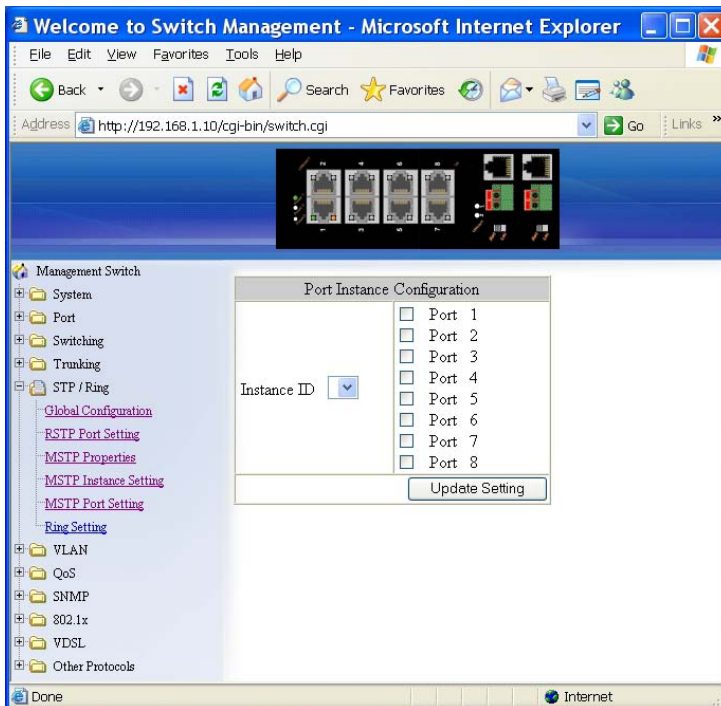 Welcome to Switch Management - Microsoft Internet Explorer
File Edit View Favorites Tools Help
Back Search Favorites
Address http://192.168.1.10/cgi-bin/switch.cgi Go Links »
Management Switch
System
Port
Switching
Trunking
STP / Ring
Global Configuration
RSTP Port Setting
MSTP Properties
MSTP Instance Setting
MSTP Port Setting
Ring Setting
VLAN
QoS
SNMP
802.1x
VDSL
Other Protocols
Port Instance Configuration
Instance ID
Port 1
Port 2
Port 3
Port 4
Port 5
Port 6
Port 7
Port 8
Update Setting
Done Internet